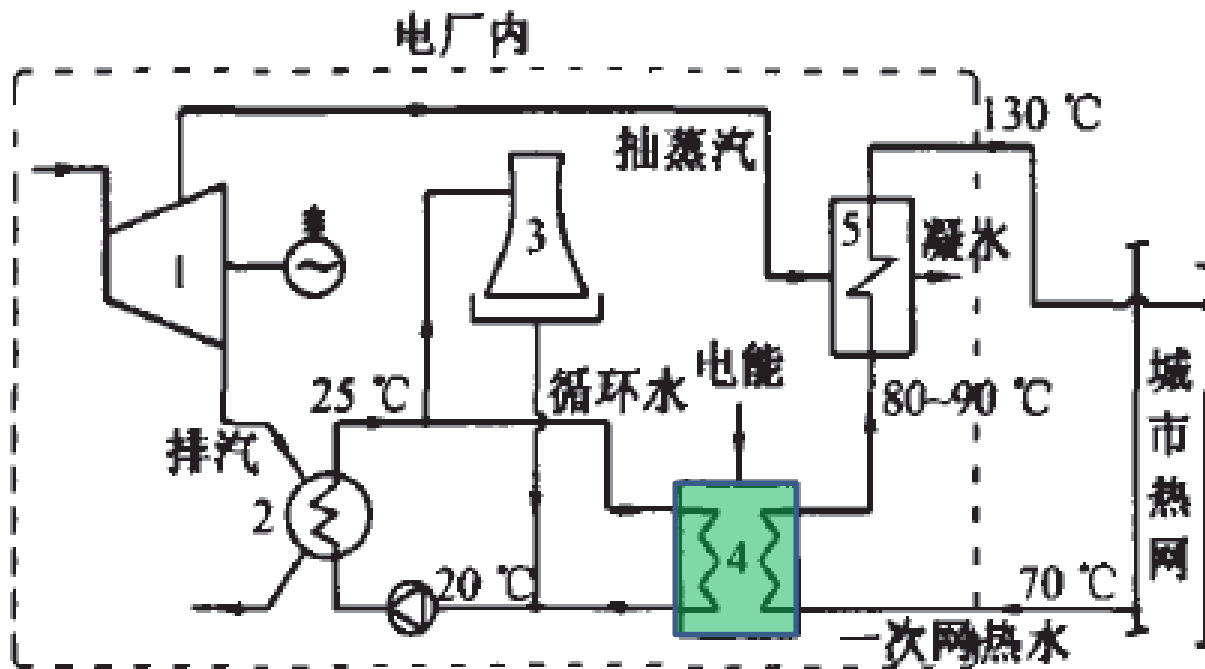 电厂内
130 ℃
抽蒸汽
3
5
凝水
1
25 ℃
循环水
电能
80~90 ℃
排汽
2
4
20 ℃
70 ℃
一次网热水
城市热网